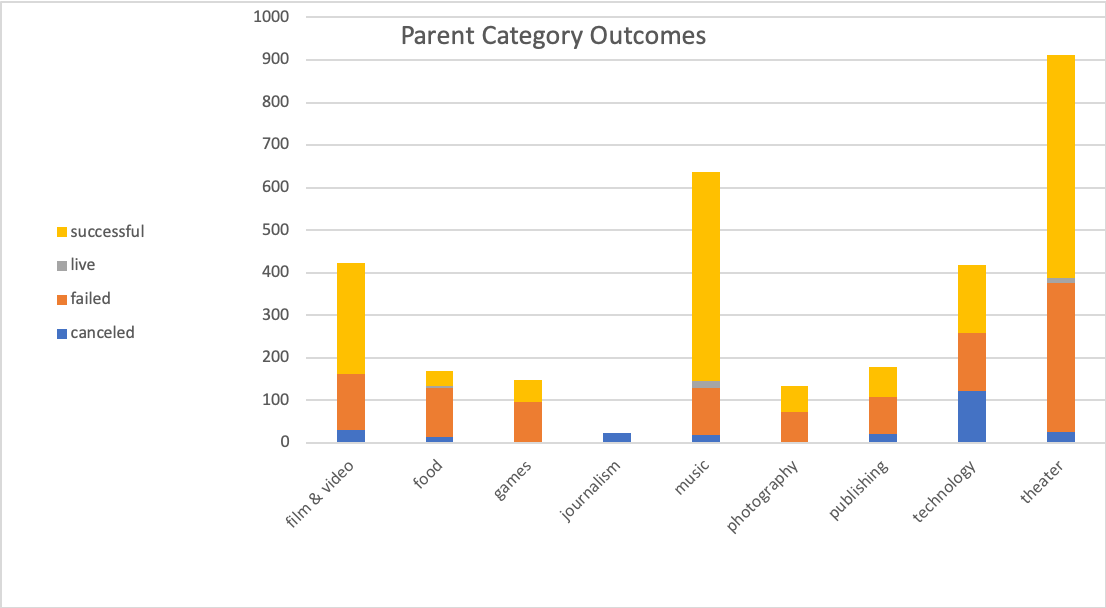 Parent Category Outcomes
1000
900
800
700
600
500
400
300
200
100
0
successful
live
failed
canceled
film & video
food
games
journalism
music
photography
publishing
technology
theater